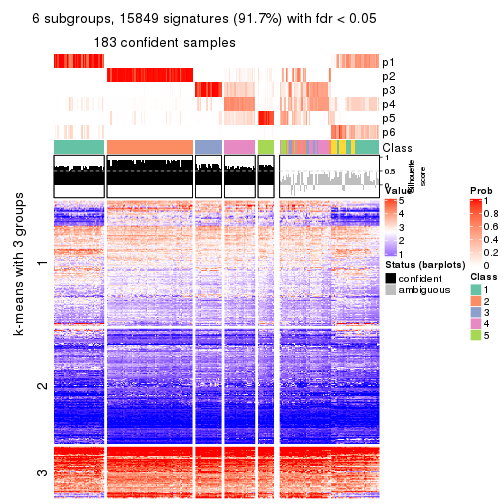 6 subgroups, 15849 signatures (91.7%) with fdr < 0.05
183 confident samples
p1
p2
p3
p4
p5
p6
Class
1
0.5
0
Silhouette
score
k-means with 3 groups
1
2
3
Value
5
4
3
2
1
Status (barplots)
confident
ambiguous
Prob
1
0.8
0.6
0.4
0.2
0
Class
1
2
3
4
5